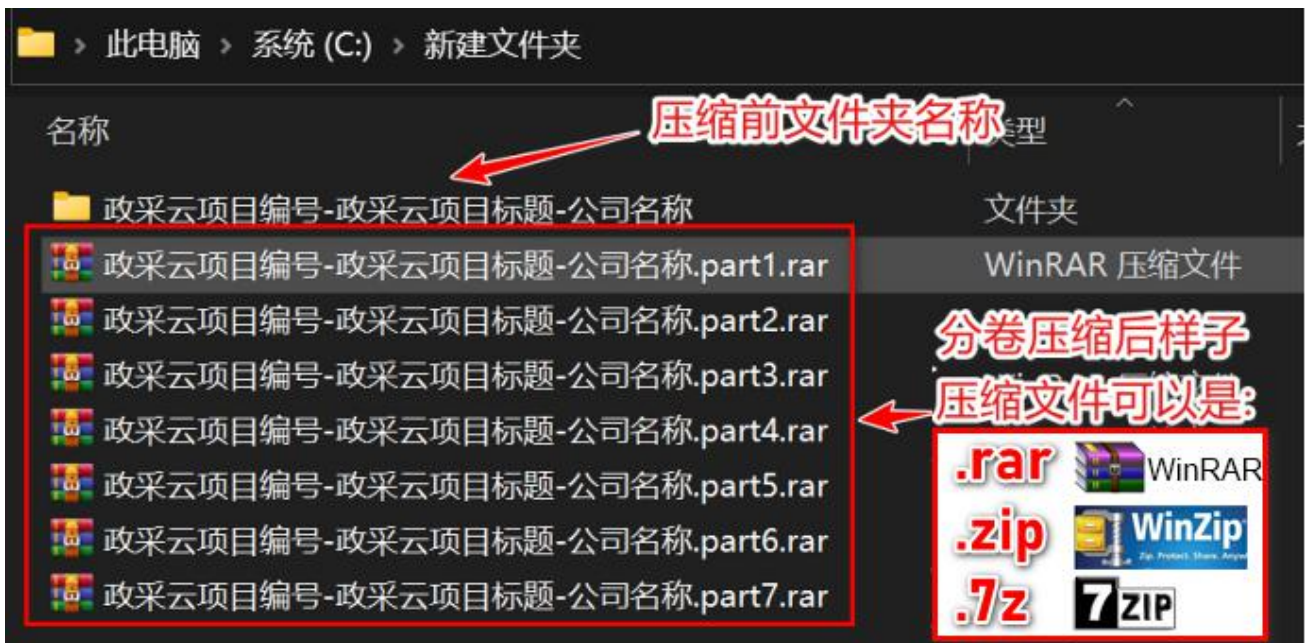 此电脑 > 系统 (C:) > 新建文件夹
压缩前文件夹名称
名称
类型
政采云项目编号-政采云项目标题-公司名称 文件夹
政采云项目编号-政采云项目标题-公司名称.part1.rar WinRAR 压缩文件
政采云项目编号-政采云项目标题-公司名称.part2.rar
政采云项目编号-政采云项目标题-公司名称.part3.rar
政采云项目编号-政采云项目标题-公司名称.part4.rar
政采云项目编号-政采云项目标题-公司名称.part5.rar
政采云项目编号-政采云项目标题-公司名称.part6.rar
政采云项目编号-政采云项目标题-公司名称.part7.rar
分卷压缩后样子
压缩文件可以是:
.rar WinRAR
.zip WinZip
Zip. Protect. Share.
.7z 7ZIP